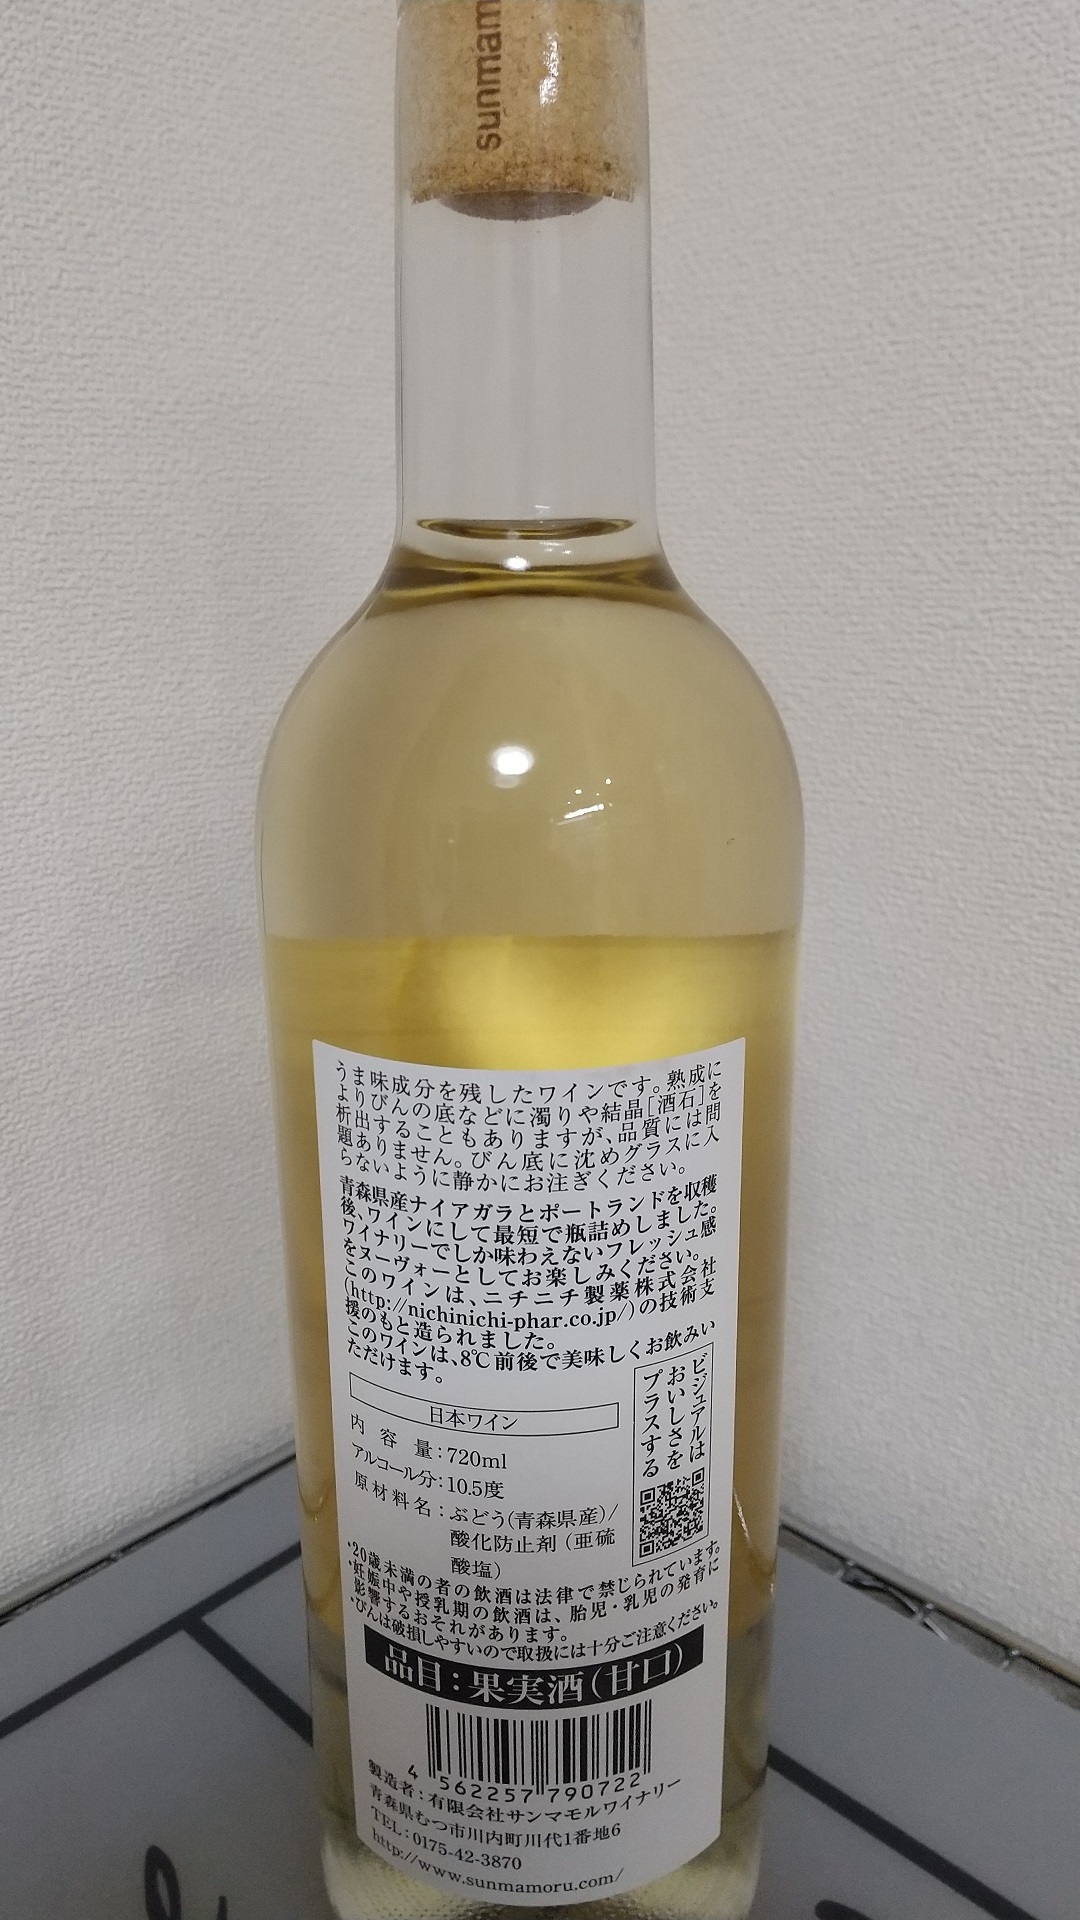 sunmam
うま味成分を残したワインです。熟成に
よりびんの底などに濁りや結晶[酒石]を
析出することもありますが、品質には問
題ありません。びん底に沈めグラスに入
らないように静かにお注ぎください。
青森県産ナイアガラとポートランドを収穫
後、ワインにして最短で瓶詰めしました。
ワイナリーでしか味わえないフレッシュ感
をヌーヴォーとしてお楽しみください。
このワインは、ニチニチ製薬株式会社
(http://nichinichi-phar.co.jp/)の技術支
援のもと造られました。
このワインは、8℃前後で美味しくお飲みい
ただけます。
ビジュアルは
おいしさを
プラスする
日本ワイン
内容量:720ml
アルコール分:10.5度
原材料名:ぶどう(青森県産)/
酸化防止剤(亜硫
酸塩)
・20歳未満の者の飲酒は法律で禁じられています。
・妊娠中や授乳期の飲酒は、胎児・乳児の発育に
影響するおそれがあります。
・びんは破損しやすいので取扱には十分ご注意ください。
品目:果実酒(甘口)
4 562257 790722
製造者:有限会社サンマモルワイナリー
青森県むつ市川内町川代1番地6
TEL:0175-42-3870
http://www.sunmamoru.com/